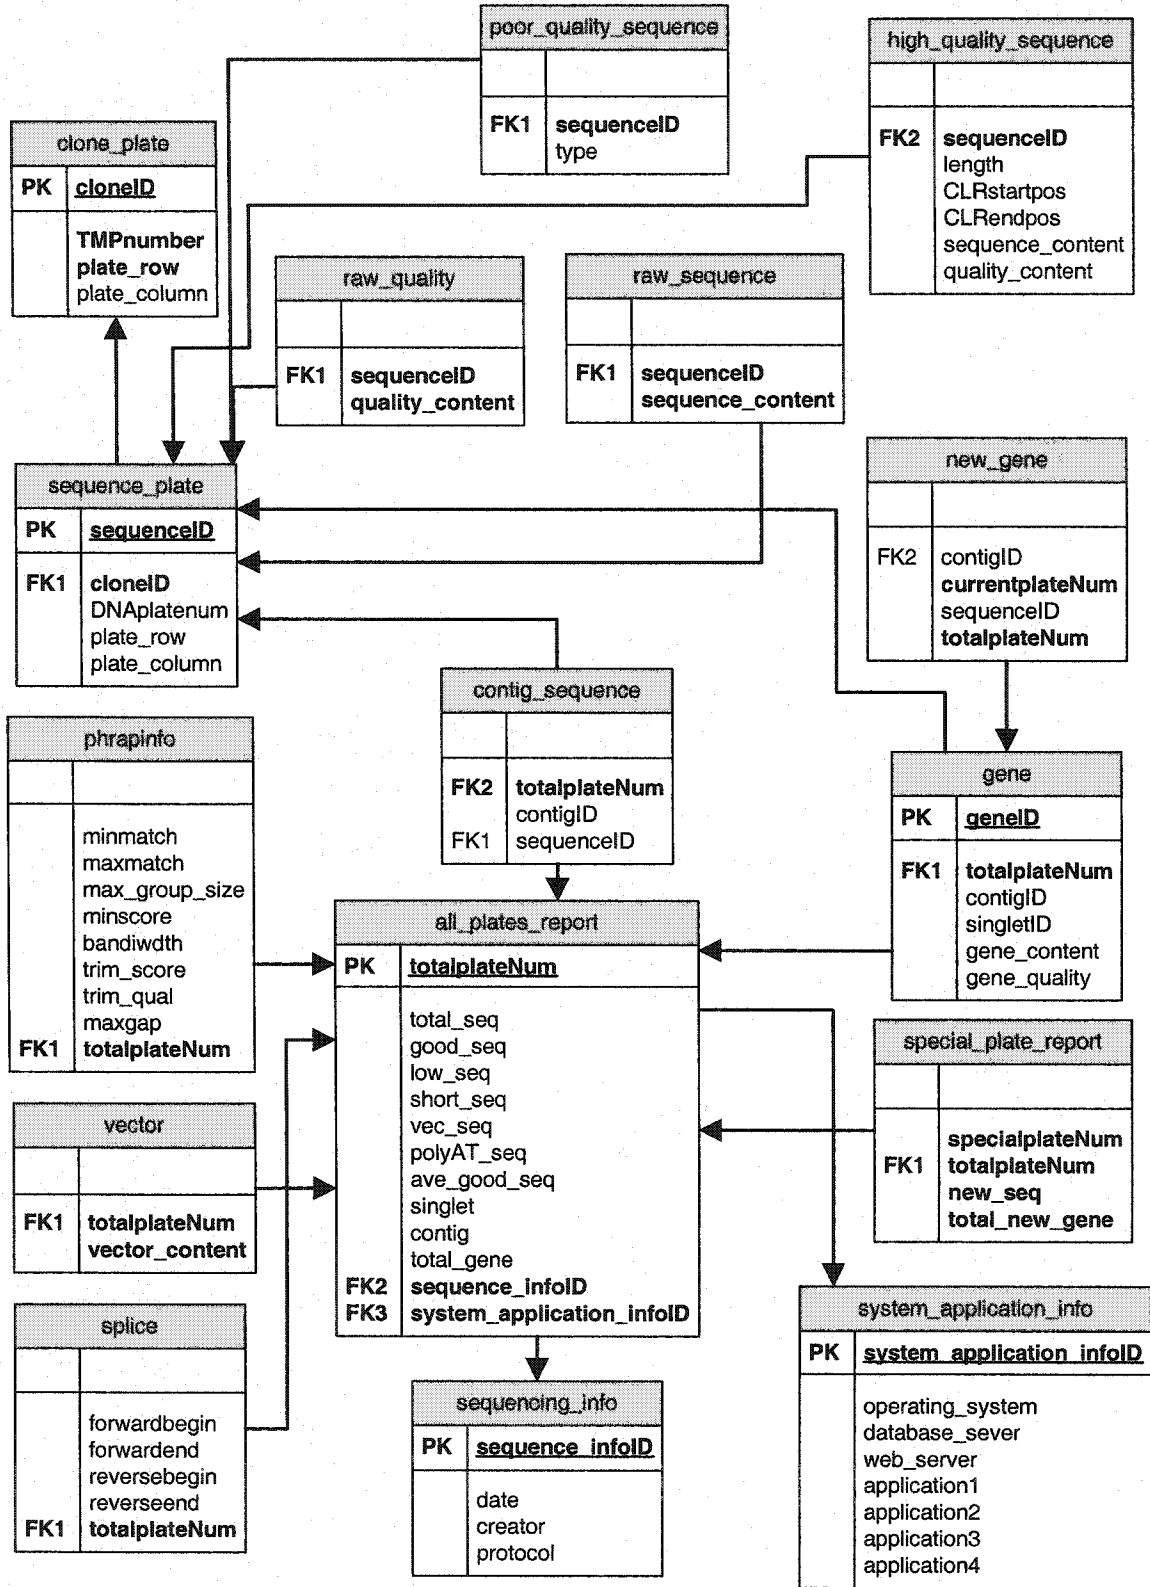 poor_quality_sequence
FK1 sequenceID
type
high_quality_sequence
FK2 sequenceID
length
CLRstartpos
CLRendpos
sequence_content
quality_content
clone_plate
PK cloneID
TMPnumber
plate_row
plate_column
raw_quality
FK1 sequenceID
quality_content
raw_sequence
FK1 sequenceID
sequence_content
sequence_plate
PK sequenceID
FK1 cloneID
DNAplatenum
plate_row
plate_column
new_gene
FK2 contigID
currentplateNum
sequenceID
totalplateNum
contig_sequence
FK2 totalplateNum
contigID
FK1 sequenceID
phrapinfo
minmatch
maxmatch
max_group_size
minscore
bandiwdth
trim_score
trim_qual
maxgap
FK1 totalplateNum
gene
PK geneID
FK1 totalplateNum
contigID
singletID
gene_content
gene_quality
all_plates_report
PK totalplateNum
total_seq
good_seq
low_seq
short_seq
vec_seq
polyAT_seq
ave_good_seq
singlet
contig
total_gene
FK2 sequence_infoID
FK3 system_application_infoID
special_plate_report
specialplateNum
FK1 totalplateNum
new_seq
total_new_gene
vector
FK1 totalplateNum
vector_content
splice
forwardbegin
forwardend
reversebegin
reverseend
FK1 totalplateNum
sequencing_info
PK sequence_infoID
date
creator
protocol
system_application_info
PK system_application_infoID
operating_system
database_sever
web_server
application1
application2
application3
application4